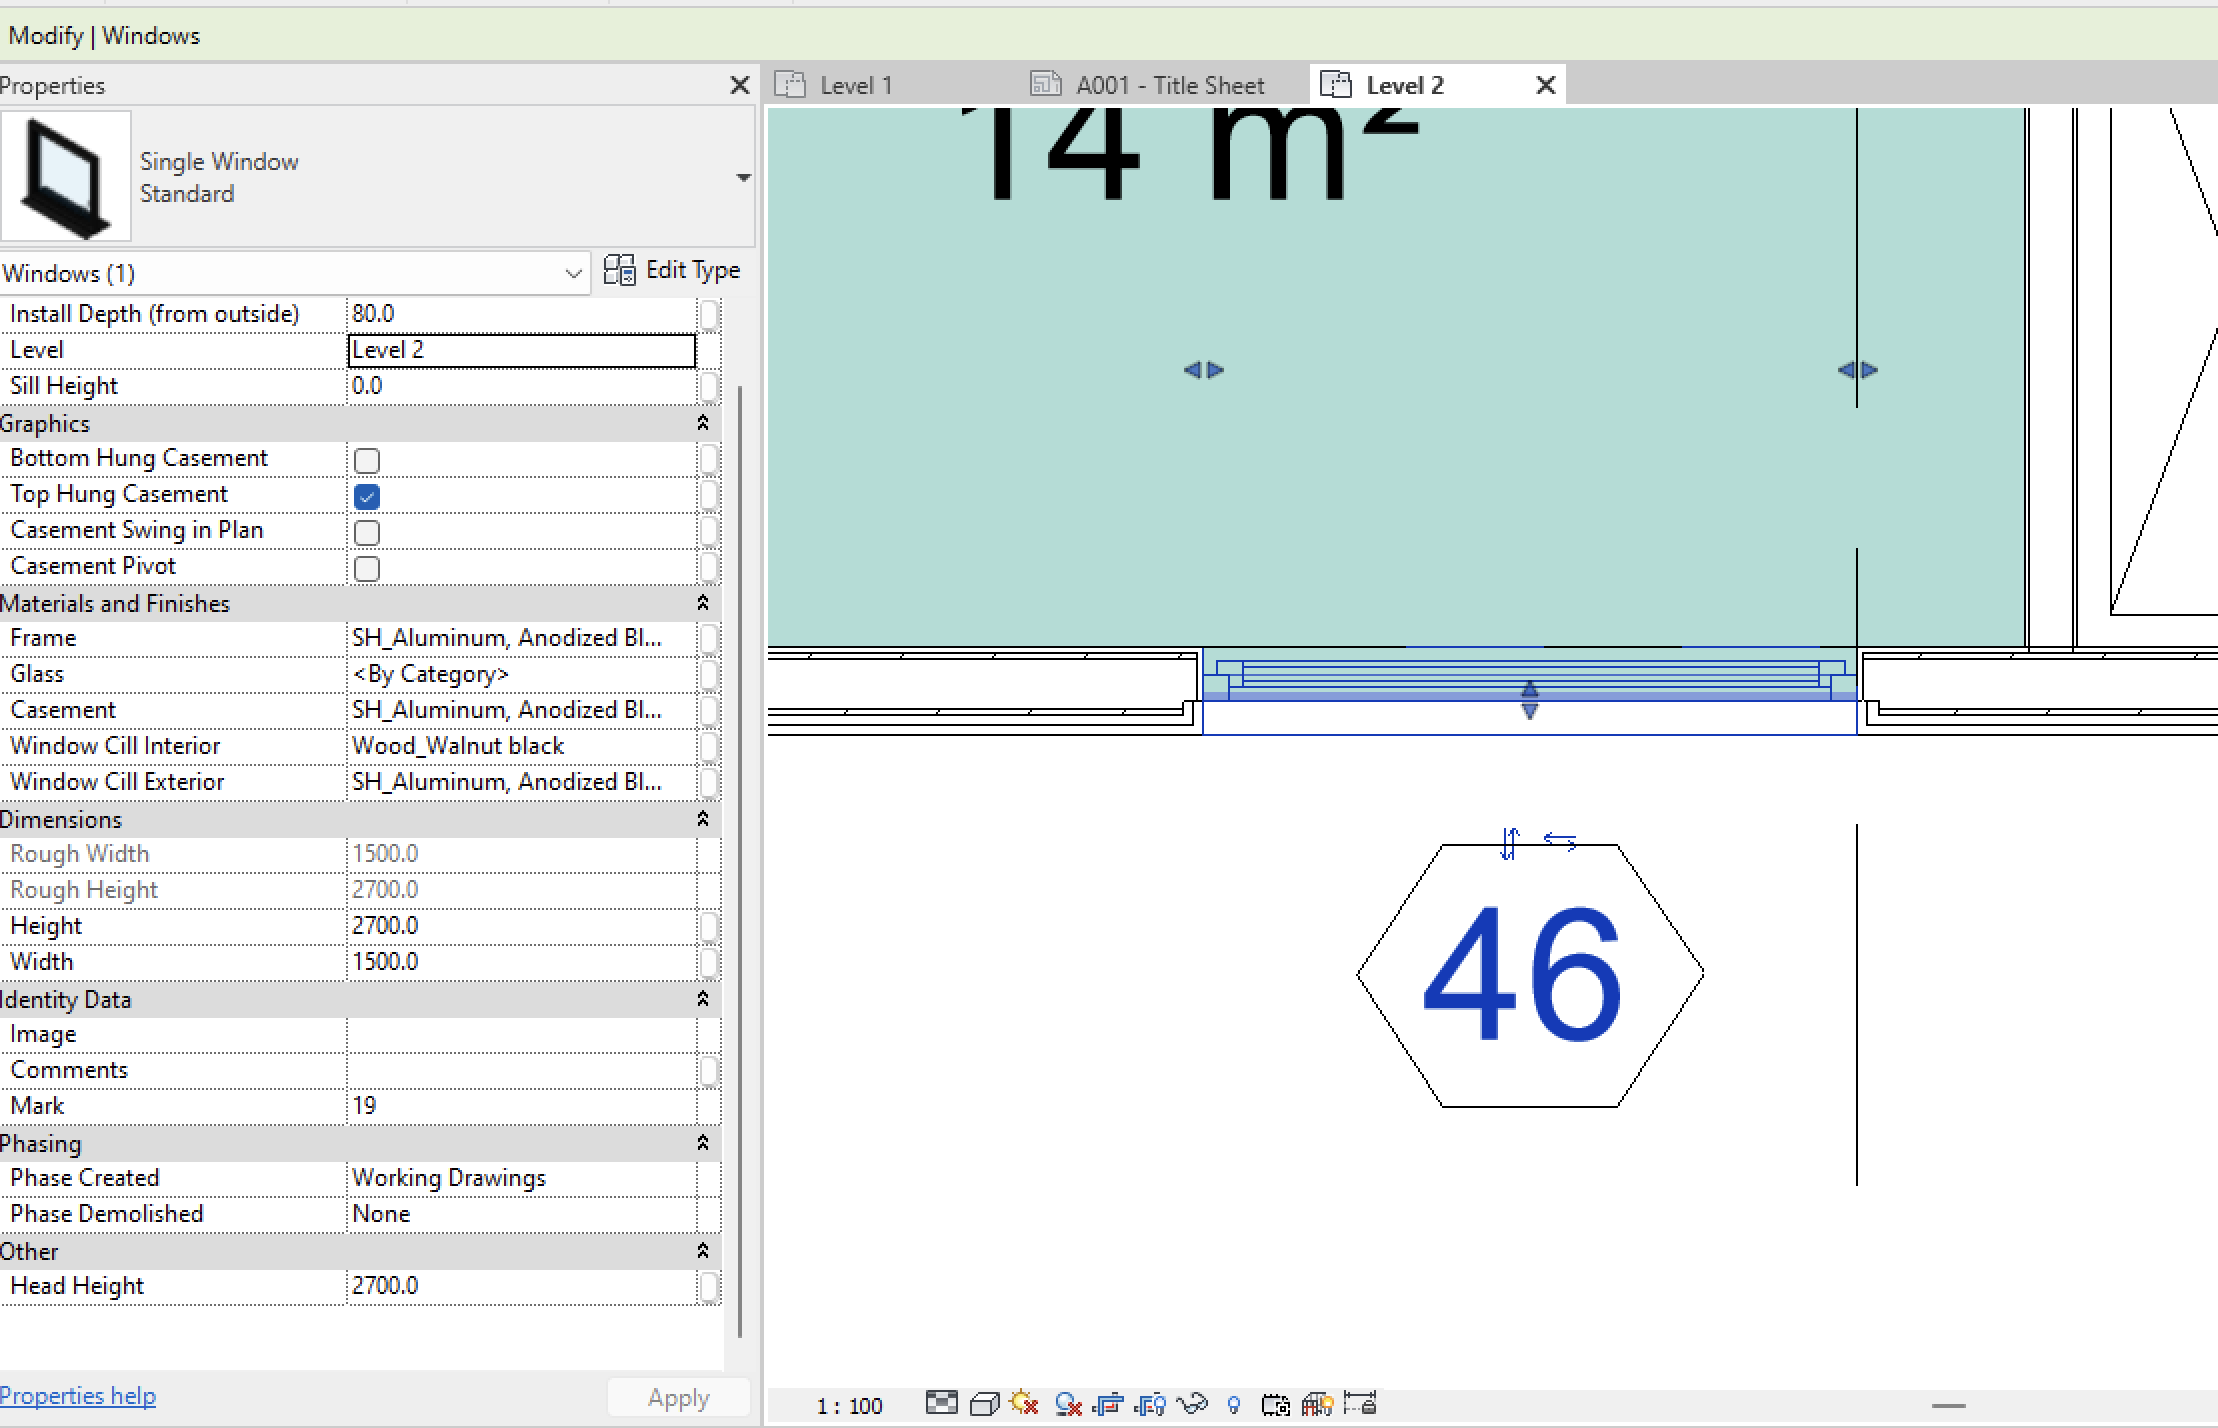 Modify | Windows
Properties
Level 1
A001 - Title Sheet
Level 2
Single Window
Standard
Windows (1)
Edit Type
Install Depth (from outside) 80.0
Level Level 2
Sill Height 0.0
Graphics
Bottom Hung Casement
Top Hung Casement
Casement Swing in Plan
Casement Pivot
Materials and Finishes
Frame SH_Aluminum, Anodized Bl...
Glass <By Category>
Casement SH_Aluminum, Anodized Bl...
Window Cill Interior Wood_Walnut black
Window Cill Exterior SH_Aluminum, Anodized Bl...
Dimensions
Rough Width 1500.0
Rough Height 2700.0
Height 2700.0
Width 1500.0
Identity Data
Image
Comments
Mark 19
Phasing
Phase Created Working Drawings
Phase Demolished None
Other
Head Height 2700.0
Properties help
Apply
14 m²
46
1 : 100